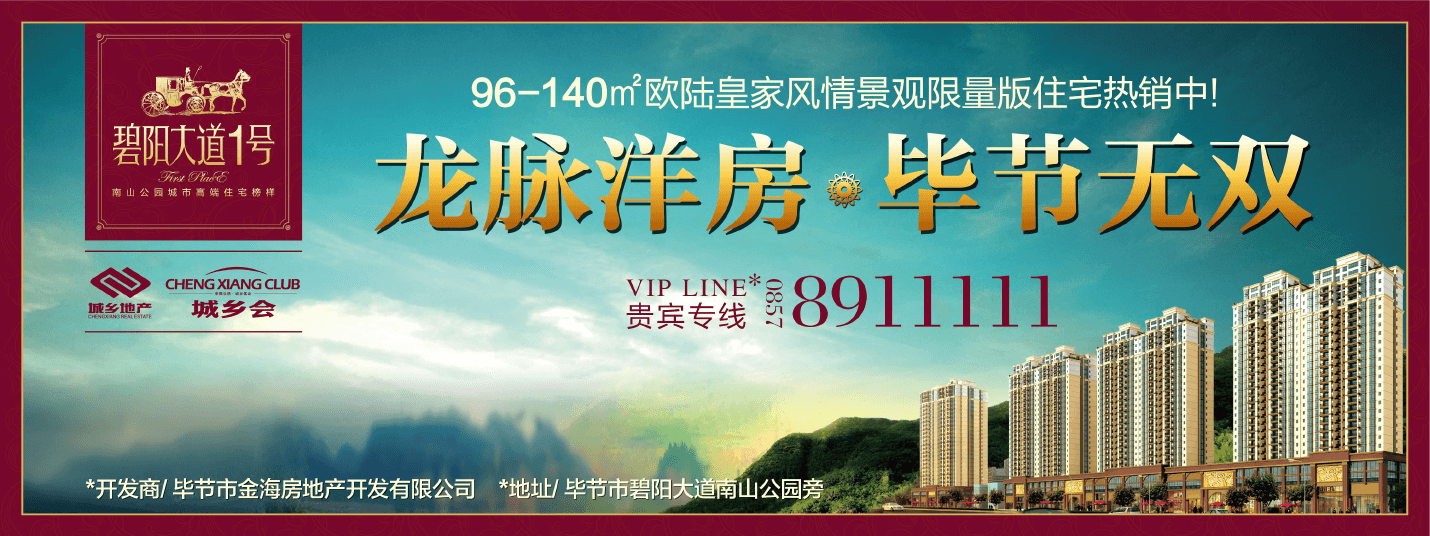 碧阳大道1号
First PlacE
南山公园城市高端住宅榜样
城乡地产
CHENGXIANG REAL ESTATE
CHENG XIANG CLUB
城乡会
96-140㎡欧陆皇家风情景观限量版住宅热销中!
龙脉洋房·毕节无双
VIP LINE*
贵宾专线
0857
8911111
*开发商/ 毕节市金海房地产开发有限公司 *地址/ 毕节市碧阳大道南山公园旁